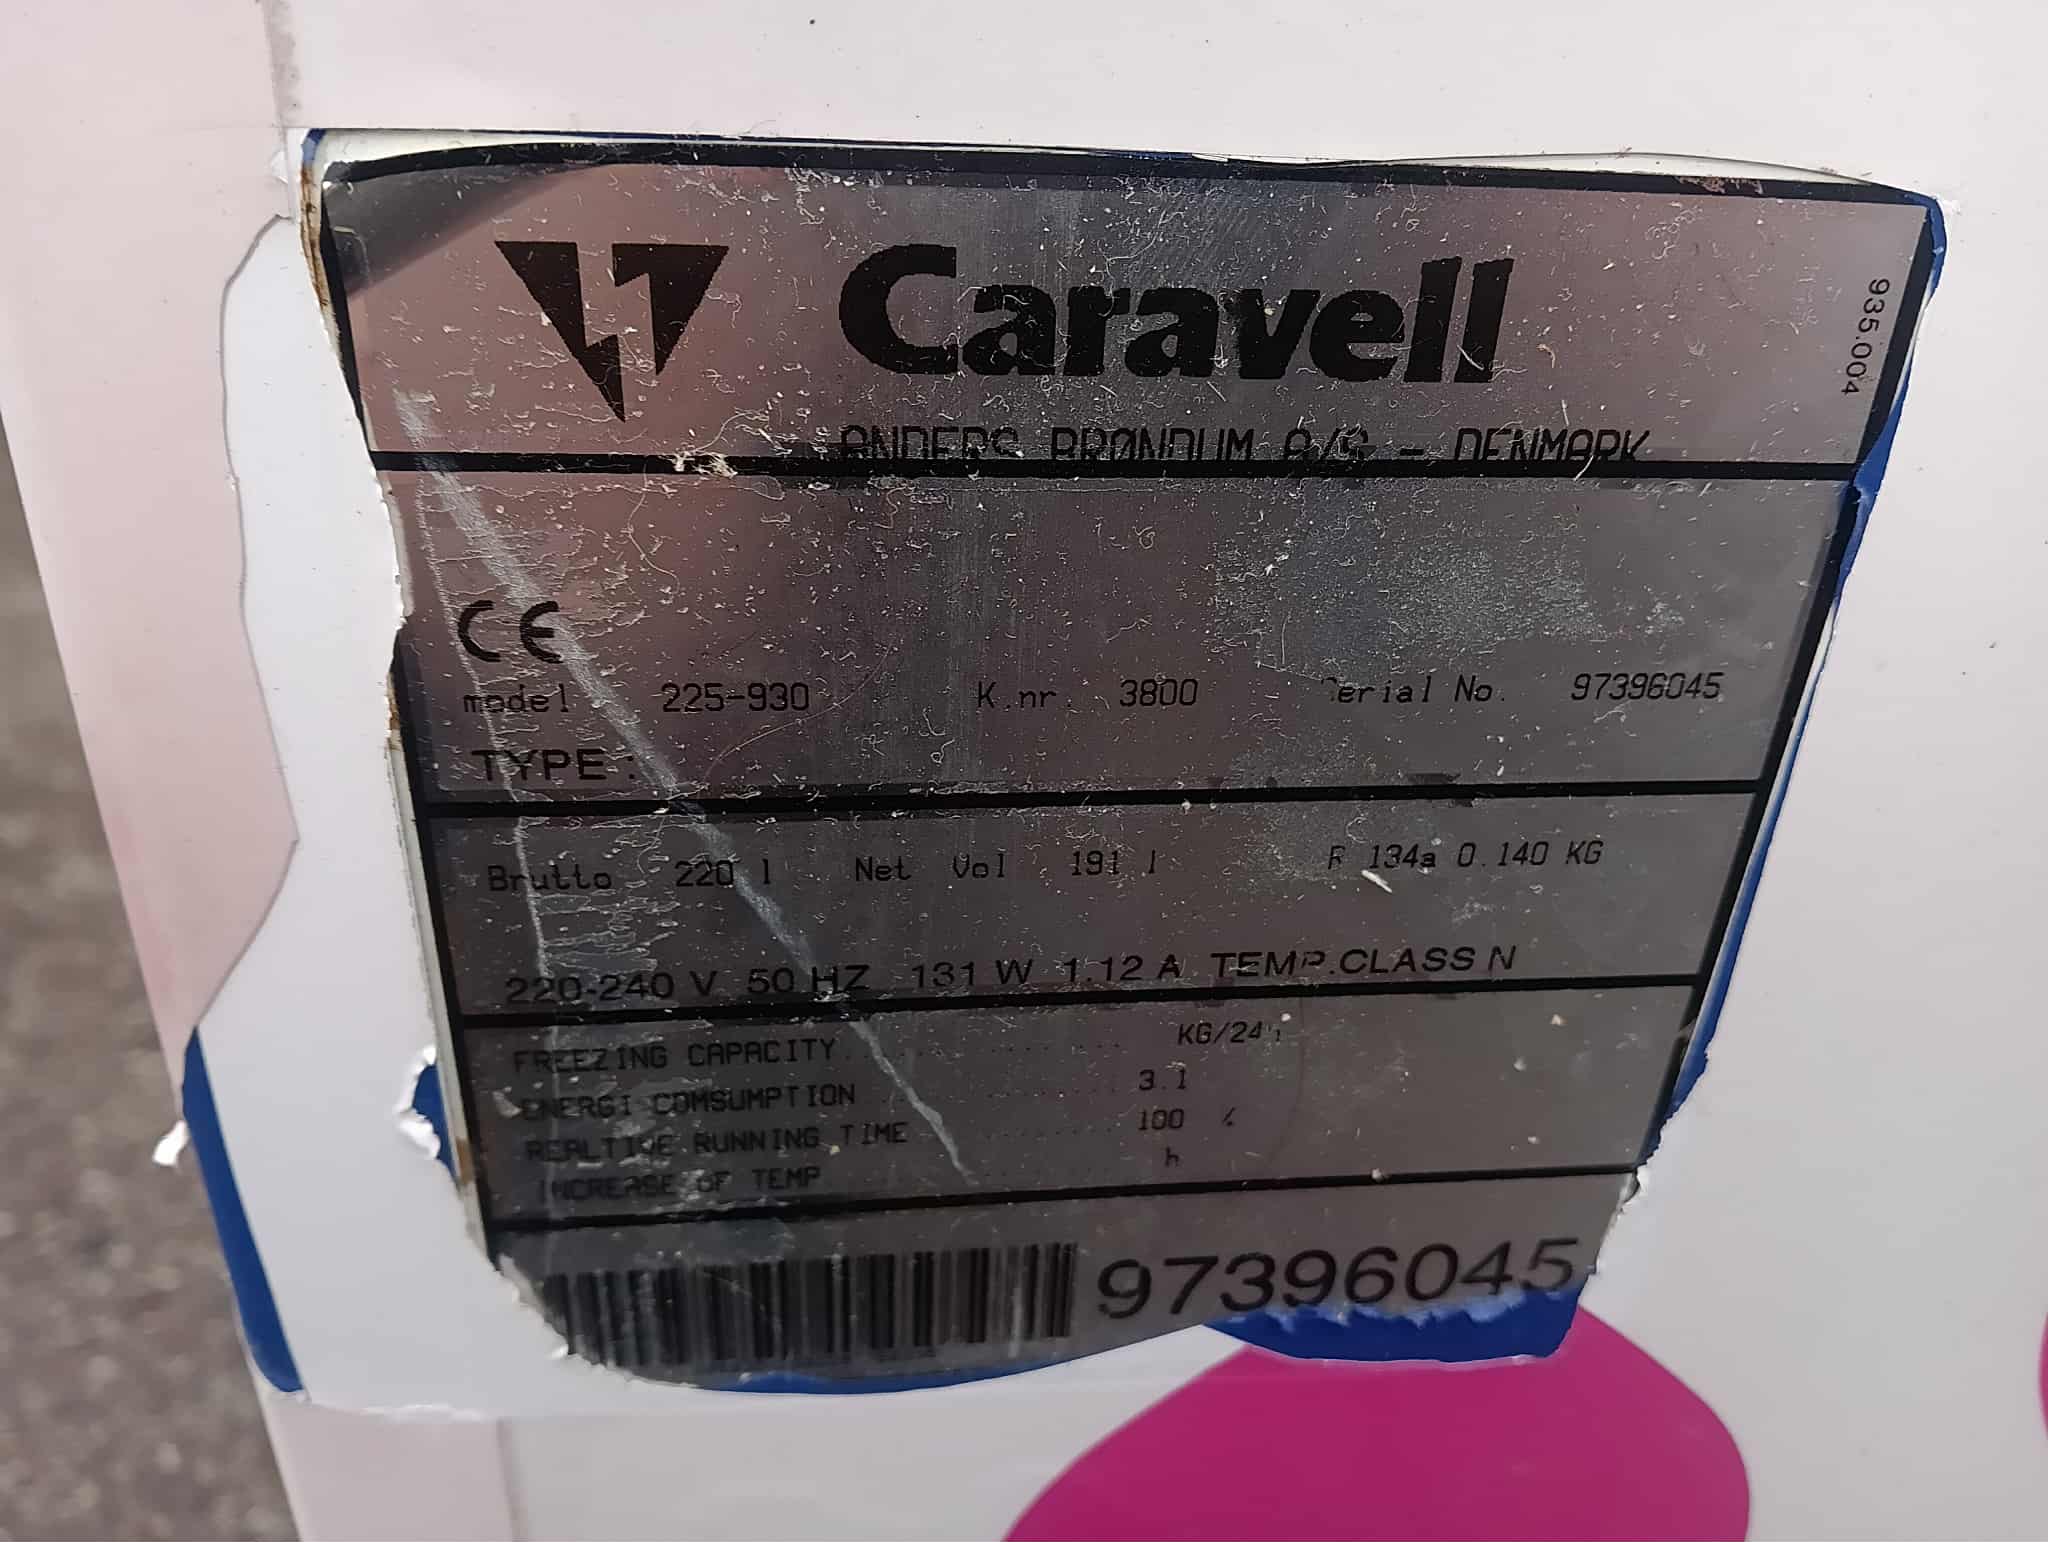 Caravell
935.004
ANDERS BRØNDUM A/S - DENMARK
CE
model 225-930 K.nr. 3800 Serial No. 97396045
TYPE:
Brutto 220 l Net Vol 191 l R 134a 0.140 KG
220-240 V 50 HZ 131 W 1.12 A TEMP.CLASS N
FREEZING CAPACITY KG/24h
ENERGI COMSUMPTION 3.1
REALTIVE RUNNING TIME 100 %
INCREASE OF TEMP h
97396045